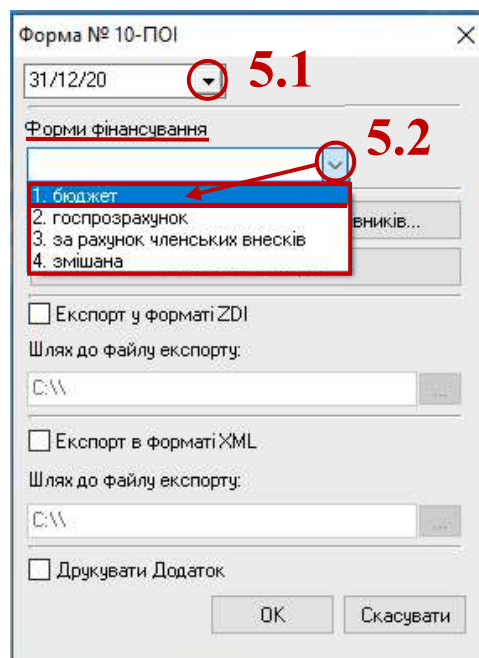 Форма № 10-ПОІ
31/12/20
5.1
Форми фінансування
5.2
1. бюджет
2. госпрозрахунок
3. за рахунок членських внесків
4. змішана
вників...
Експорт у форматі ZDI
Шлях до файлу експорту:
C:\\
...
Експорт в форматі XML
Шлях до файлу експорту:
C:\\
...
Друкувати Додаток
OK
Скасувати